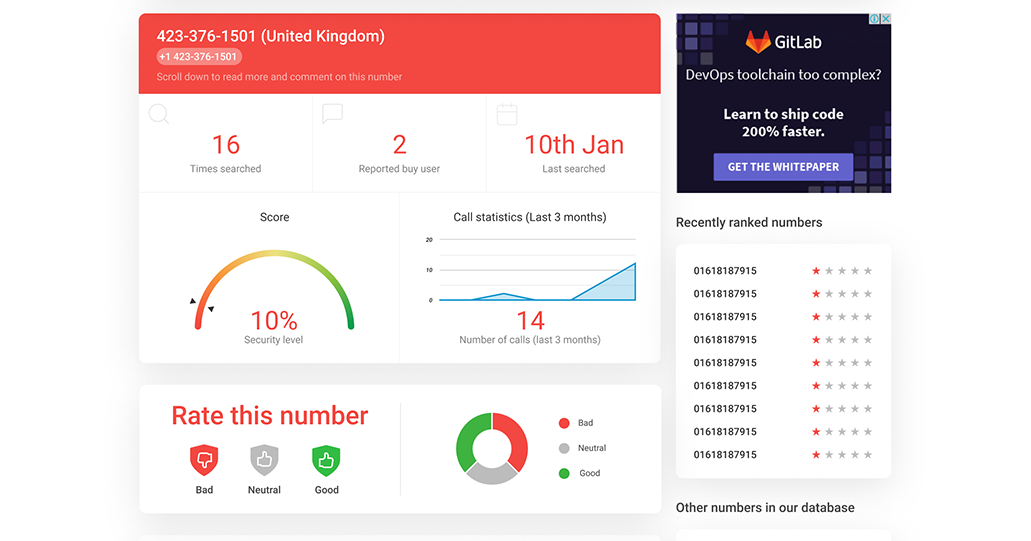 423-376-1501 (United Kingdom)
+1 423-376-1501
Scroll down to read more and comment on this number
16
Times searched
2
Reported buy user
10th Jan
Last searched
Score
10%
Security level
Call statistics (Last 3 months)
20
10
0
14
Number of calls (last 3 months)
Rate this number
Bad
Neutral
Good
Bad
Neutral
Good
GitLab
DevOps toolchain too complex?
Learn to ship code
200% faster.
GET THE WHITEPAPER
Recently ranked numbers
01618187915
01618187915
01618187915
01618187915
01618187915
01618187915
01618187915
01618187915
01618187915
Other numbers in our database